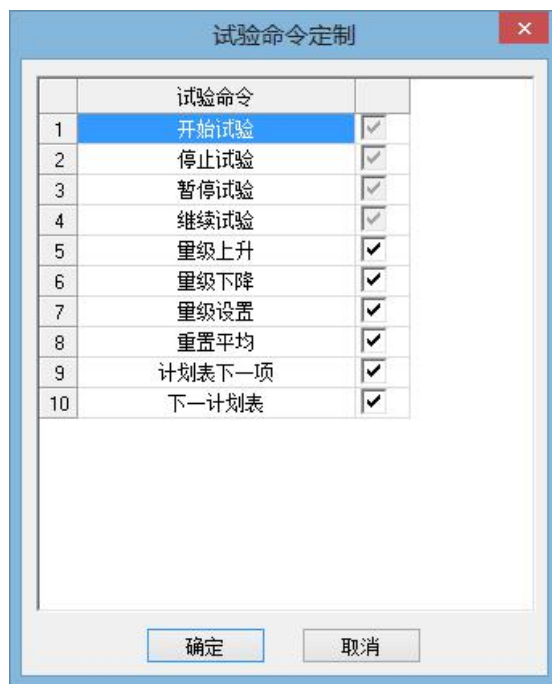 试验命令定制
试验命令
1 开始试验
2 停止试验
3 暂停试验
4 继续试验
5 量级上升
6 量级下降
7 量级设置
8 重置平均
9 计划表下一项
10 下一计划表
确定 取消